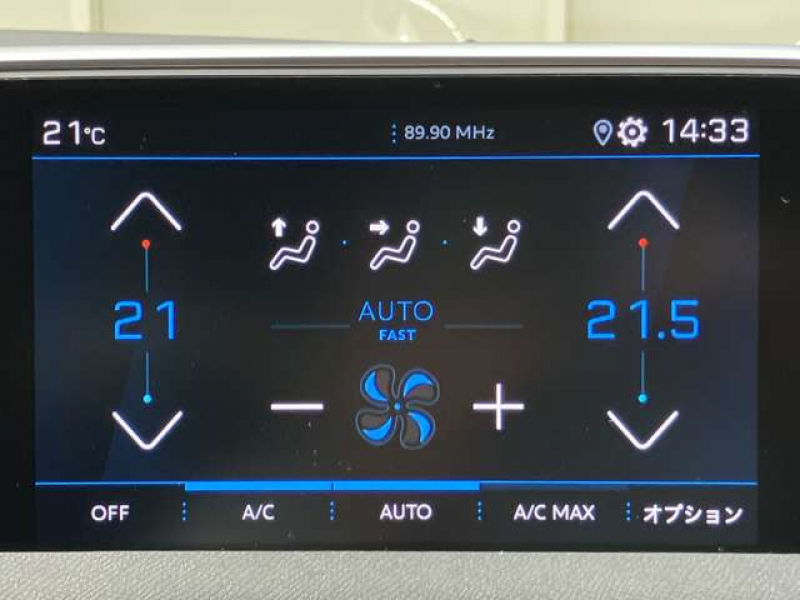 21°C 89.90 MHz 14:33
21 AUTO 21.5
FAST
OFF A/C AUTO A/C MAX オプション